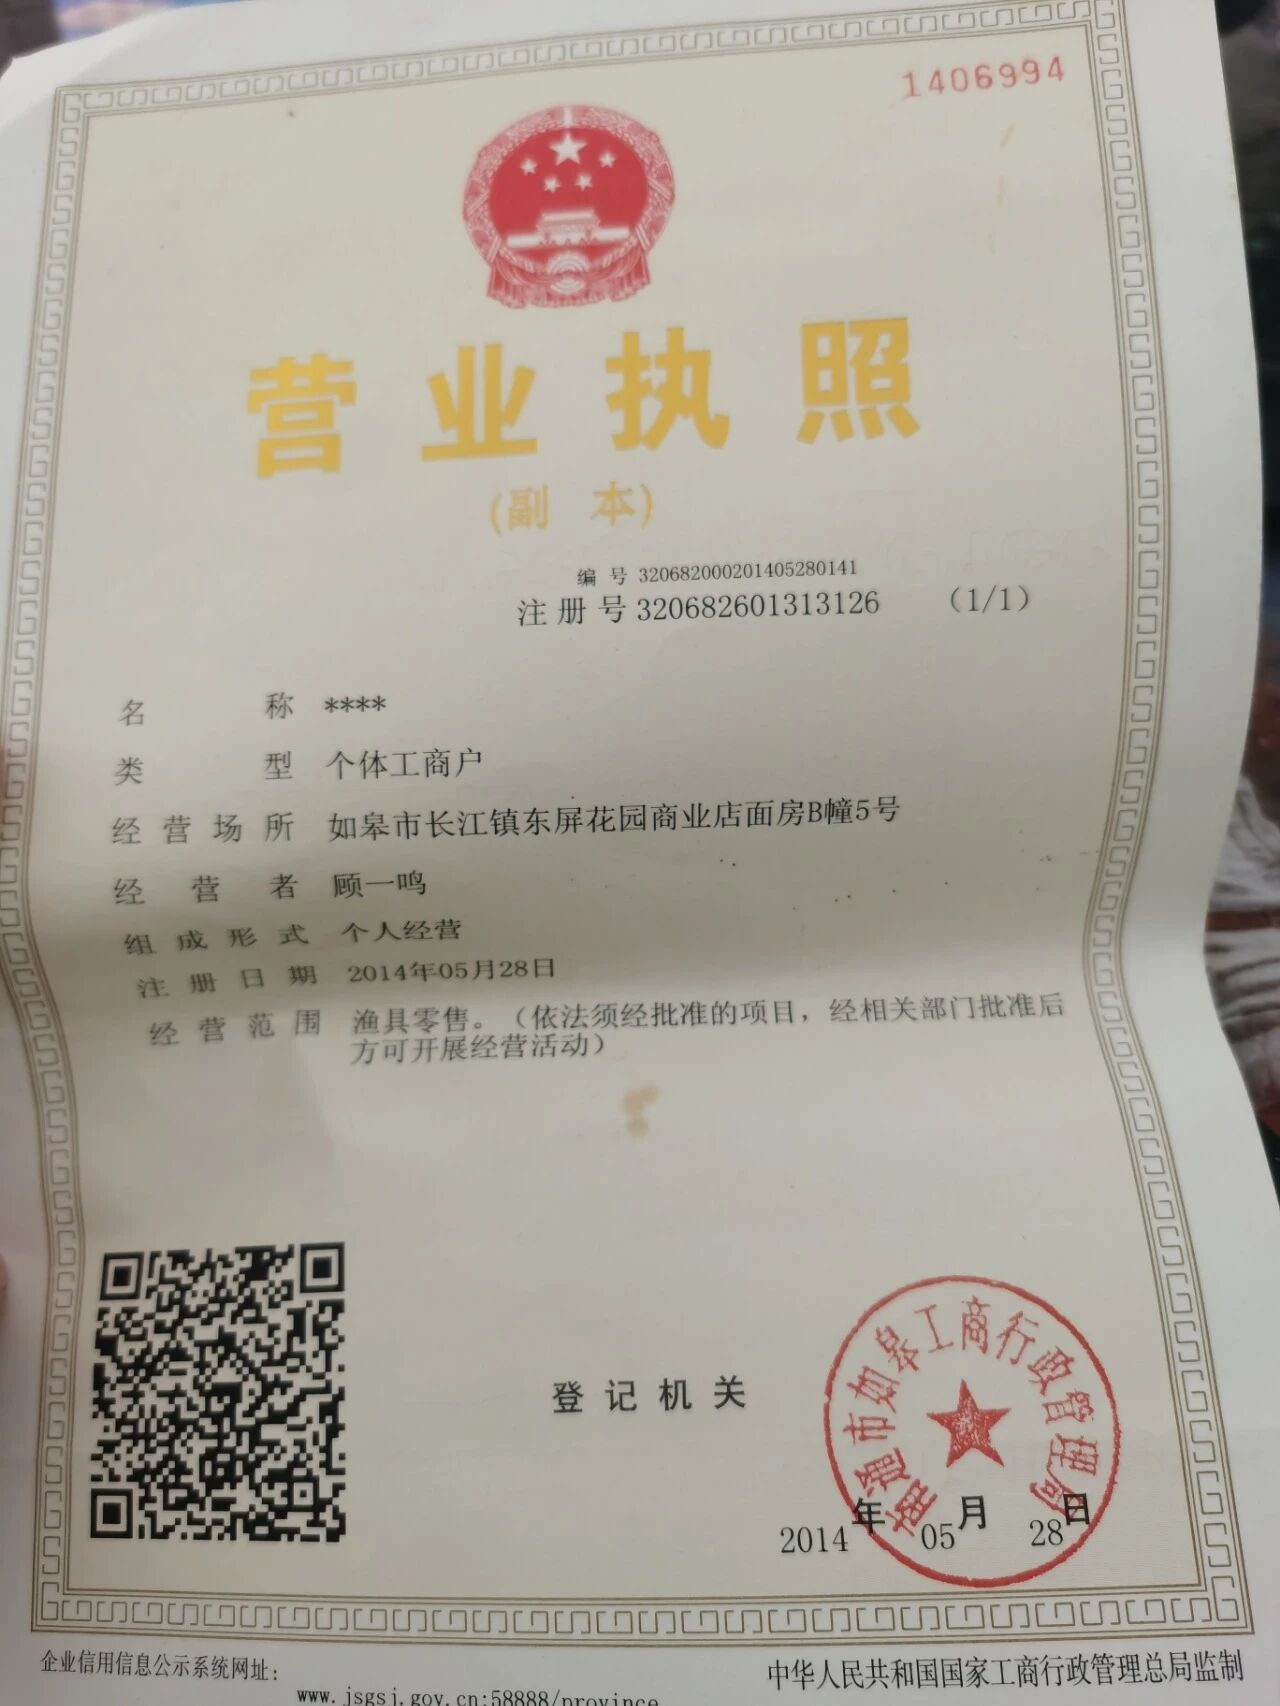 1406994
营业执照
(副 本)
编 号 320682000201405280141
注 册 号 320682601313126 (1/1)
名 称 ****
类 型 个体工商户
经 营 场 所 如皋市长江镇东屏花园商业店面房B幢5号
经 营 者 顾一鸣
组 成 形 式 个人经营
注 册 日 期 2014年05月28日
经 营 范 围 渔具零售。（依法须经批准的项目，经相关部门批准后
方可开展经营活动）
登 记 机 关
南通市如皋工商行政管理局
2014 年 05 月 28 日
企业信用信息公示系统网址：
www.jsgsj.gov.cn:58888/province
中华人民共和国国家工商行政管理总局监制